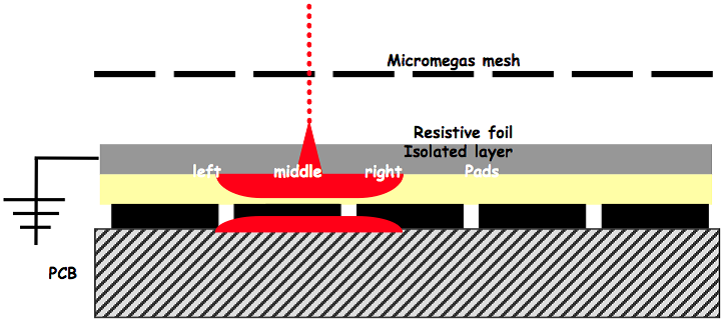 Micromegas mesh
Resistive foil
Isolated layer
left middle right Pads
PCB